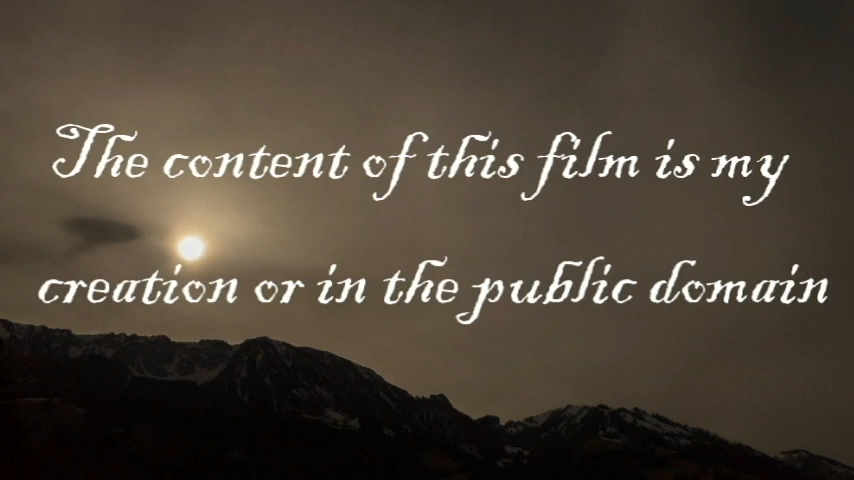 The content of this film is my
creation or in the public domain